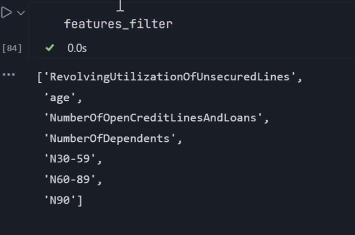 features_filter
[84] ✓ 0.0s
... ['RevolvingUtilizationOfUnsecuredLines',
'age',
'NumberOfOpenCreditLinesAndLoans',
'NumberOfDependents',
'N30-59',
'N60-89',
'N90']